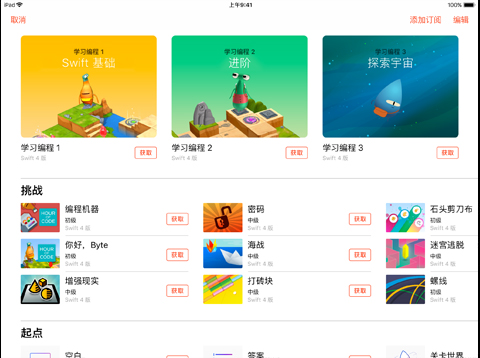 iPad 上午9:41 100%
取消 添加订阅 编辑
学习编程 1
Swift 基础
学习编程 2
进阶
学习编程 3
探索宇宙
学习编程 1
Swift 4 版
获取
学习编程 2
Swift 4 版
获取
学习编程 3
Swift 4 版
获取
挑战
HOUR OF CODE
编程机器
初级
Swift 4 版
获取
密码
中级
Swift 4 版
获取
石头剪刀布
初级
Swift 4 版
HOUR OF CODE
你好，Byte
初级
Swift 4 版
获取
海战
中级
Swift 4 版
获取
迷宫逃脱
中级
Swift 4 版
增强现实
中级
Swift 4 版
获取
打砖块
中级
Swift 4 版
获取
螺线
初级
Swift 4 版
起点
空白
答案
关卡世界